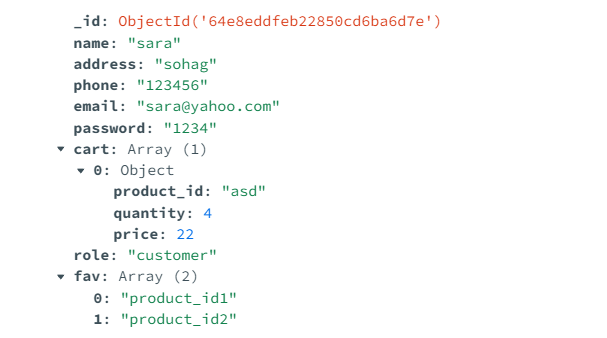 _id: ObjectId('64e8eddfeb22850cd6ba6d7e')
name: "sara"
address: "sohag"
phone: "123456"
email: "sara@yahoo.com"
password: "1234"
cart: Array (1)
0: Object
product_id: "asd"
quantity: 4
price: 22
role: "customer"
fav: Array (2)
0: "product_id1"
1: "product_id2"